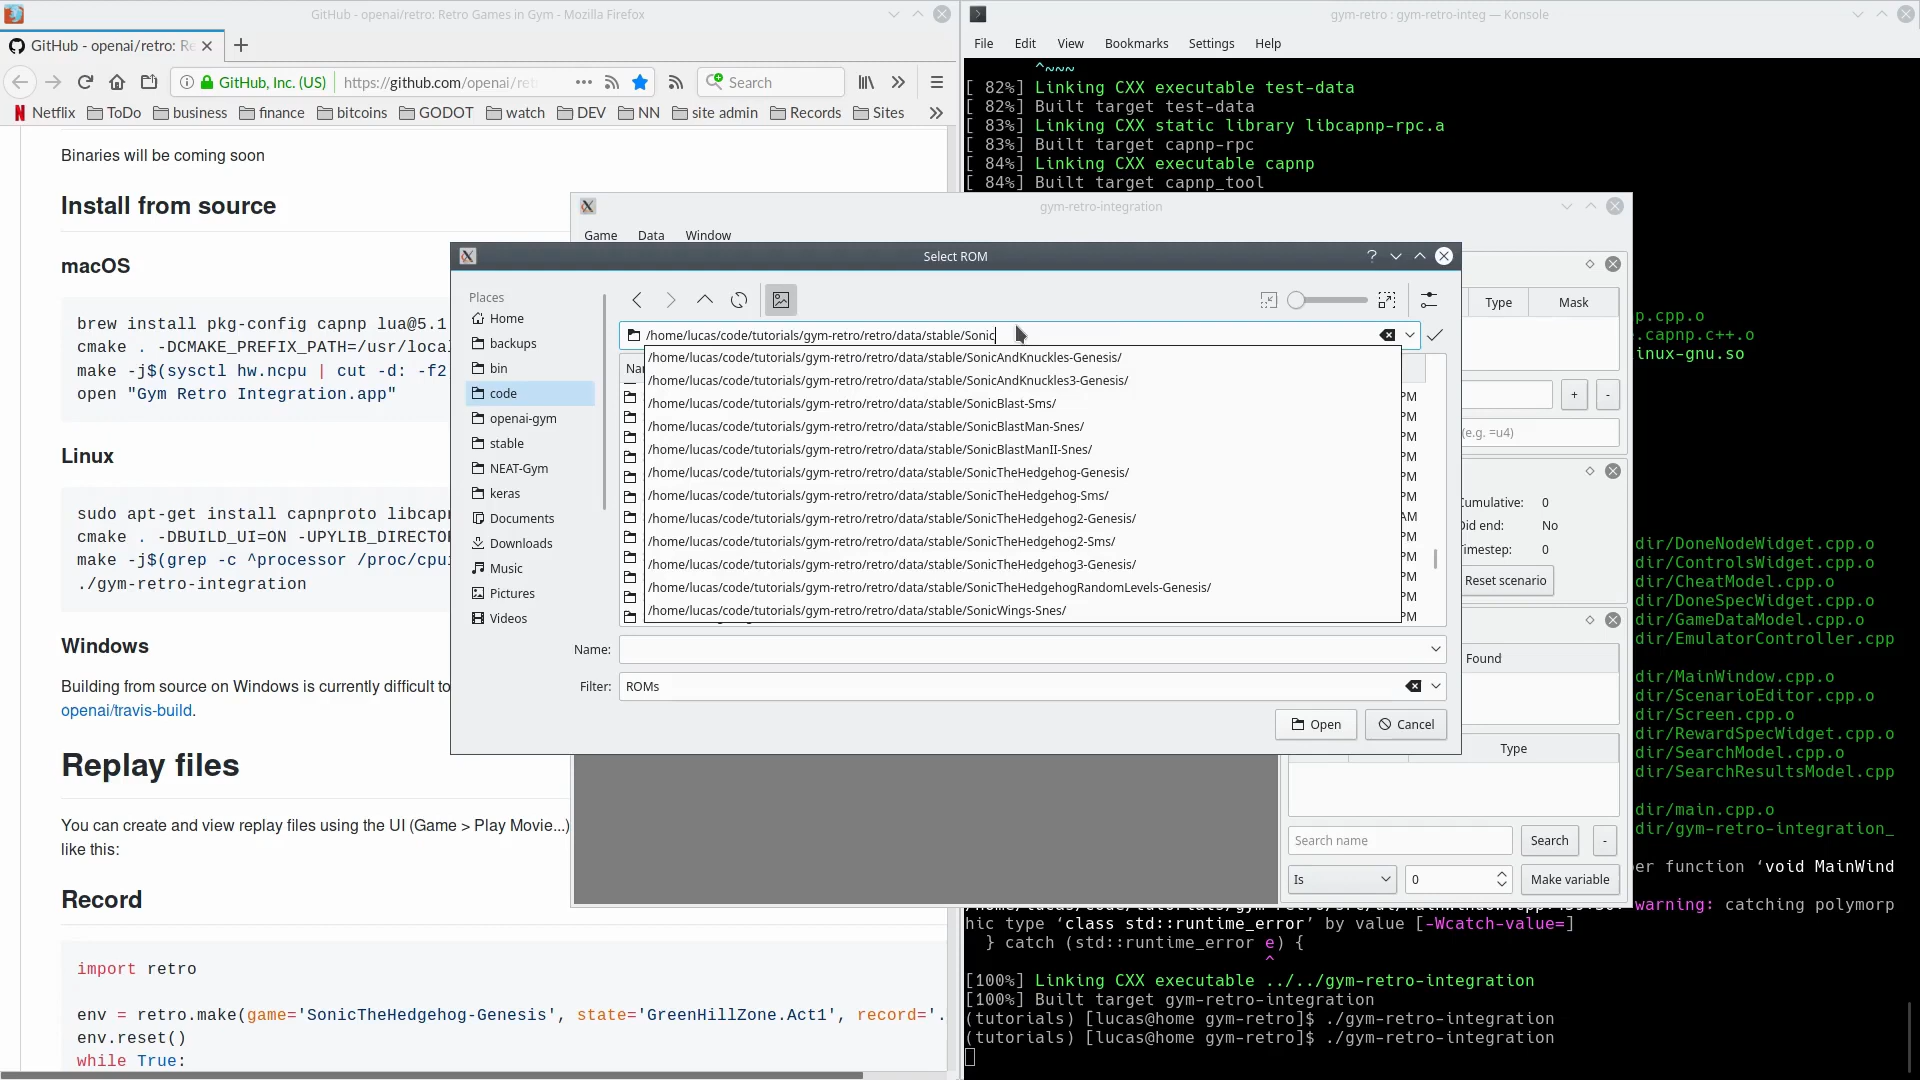 GitHub - openai/retro: Retro Games in Gym - Mozilla Firefox
GitHub - openai/retro: Re
GitHub, Inc. (US)
https://github.com/openai/ret
Search
Netflix
ToDo
business
finance
bitcoins
GODOT
watch
DEV
NN
site admin
Records
Sites
Binaries will be coming soon
Install from source
macOS
brew install pkg-config capnp lua@5.1
cmake . -DCMAKE_PREFIX_PATH=/usr/local
make -j$(sysctl hw.ncpu | cut -d: -f2
open "Gym Retro Integration.app"
Linux
sudo apt-get install capnproto libcapn
cmake . -DBUILD_UI=ON -UPYLIB_DIRECTOR
make -j$(grep -c ^processor /proc/cpui
./gym-retro-integration
Windows
Building from source on Windows is currently difficult to
openai/travis-build.
Replay files
You can create and view replay files using the UI (Game > Play Movie...)
like this:
Record
import retro
env = retro.make(game='SonicTheHedgehog-Genesis', state='GreenHillZone.Act1', record='.
env.reset()
while True:
gym-retro : gym-retro-integ — Konsole
File
Edit
View
Bookmarks
Settings
Help
^~~~
[ 82%] Linking CXX executable test-data
[ 82%] Built target test-data
[ 83%] Linking CXX static library libcapnp-rpc.a
[ 83%] Built target capnp-rpc
[ 84%] Linking CXX executable capnp
[ 84%] Built target capnp_tool
p.cpp.o
.capnp.c++.o
inux-gnu.so
dir/DoneNodeWidget.cpp.o
dir/ControlsWidget.cpp.o
dir/CheatModel.cpp.o
dir/DoneSpecWidget.cpp.o
dir/GameDataModel.cpp.o
dir/EmulatorController.cpp
dir/MainWindow.cpp.o
dir/ScenarioEditor.cpp.o
dir/Screen.cpp.o
dir/RewardSpecWidget.cpp.o
dir/SearchModel.cpp.o
dir/SearchResultsModel.cpp
dir/main.cpp.o
dir/gym-retro-integration_
er function ‘void MainWind
warning: catching polymorp
hic type ‘class std::runtime_error’ by value [-Wcatch-value=]
} catch (std::runtime_error e) {
^
[100%] Linking CXX executable ../../gym-retro-integration
[100%] Built target gym-retro-integration
(tutorials) [lucas@home gym-retro]$ ./gym-retro-integration
(tutorials) [lucas@home gym-retro]$ ./gym-retro-integration
gym-retro-integration
Game
Data
Window
Type
Mask
+
-
(e.g. =u4)
Cumulative: 0
Did end: No
Timestep: 0
Reset scenario
Found
Type
Search name
Search
-
Is
0
Make variable
Select ROM
Places
Home
backups
bin
code
openai-gym
stable
NEAT-Gym
keras
Documents
Downloads
Music
Pictures
Videos
/home/lucas/code/tutorials/gym-retro/retro/data/stable/Sonic
/home/lucas/code/tutorials/gym-retro/retro/data/stable/SonicAndKnuckles-Genesis/
/home/lucas/code/tutorials/gym-retro/retro/data/stable/SonicAndKnuckles3-Genesis/
/home/lucas/code/tutorials/gym-retro/retro/data/stable/SonicBlast-Sms/
/home/lucas/code/tutorials/gym-retro/retro/data/stable/SonicBlastMan-Snes/
/home/lucas/code/tutorials/gym-retro/retro/data/stable/SonicBlastManII-Snes/
/home/lucas/code/tutorials/gym-retro/retro/data/stable/SonicTheHedgehog-Genesis/
/home/lucas/code/tutorials/gym-retro/retro/data/stable/SonicTheHedgehog-Sms/
/home/lucas/code/tutorials/gym-retro/retro/data/stable/SonicTheHedgehog2-Genesis/
/home/lucas/code/tutorials/gym-retro/retro/data/stable/SonicTheHedgehog2-Sms/
/home/lucas/code/tutorials/gym-retro/retro/data/stable/SonicTheHedgehog3-Genesis/
/home/lucas/code/tutorials/gym-retro/retro/data/stable/SonicTheHedgehogRandomLevels-Genesis/
/home/lucas/code/tutorials/gym-retro/retro/data/stable/SonicWings-Snes/
Nar
PM
PM
PM
PM
PM
PM
AM
PM
PM
PM
PM
PM
Name:
Filter:
ROMs
Open
Cancel